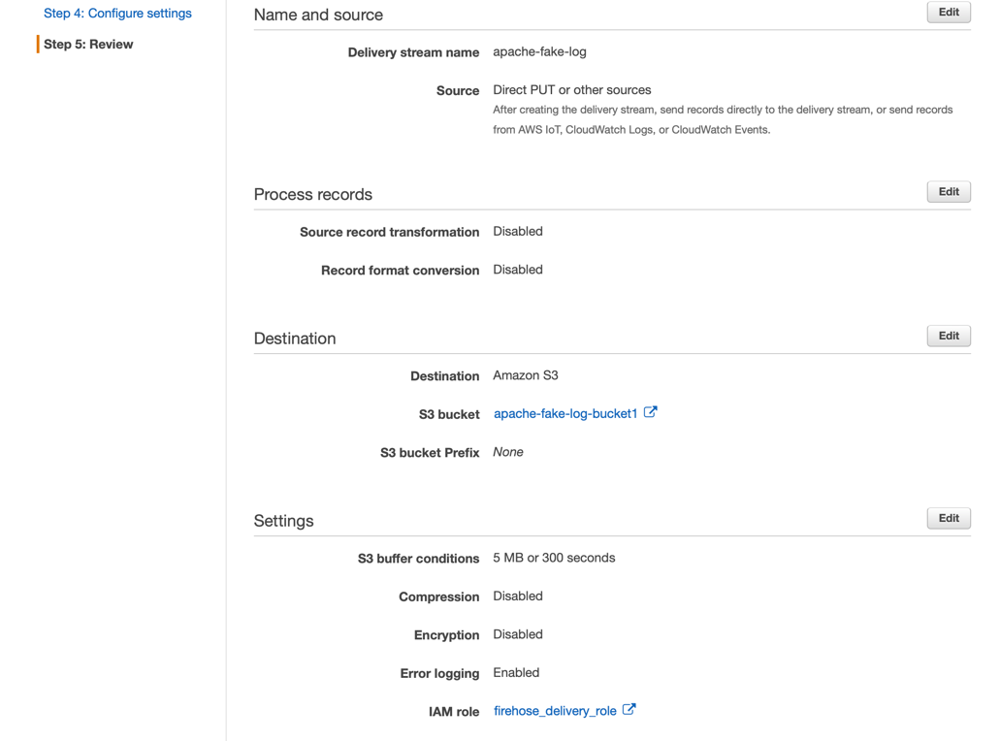 Step 4: Configure settings
Step 5: Review
Name and source
Edit
Delivery stream name apache-fake-log
Source Direct PUT or other sources
After creating the delivery stream, send records directly to the delivery stream, or send records
from AWS IoT, CloudWatch Logs, or CloudWatch Events.
Process records
Edit
Source record transformation Disabled
Record format conversion Disabled
Destination
Edit
Destination Amazon S3
S3 bucket apache-fake-log-bucket1
S3 bucket Prefix None
Settings
Edit
S3 buffer conditions 5 MB or 300 seconds
Compression Disabled
Encryption Disabled
Error logging Enabled
IAM role firehose_delivery_role